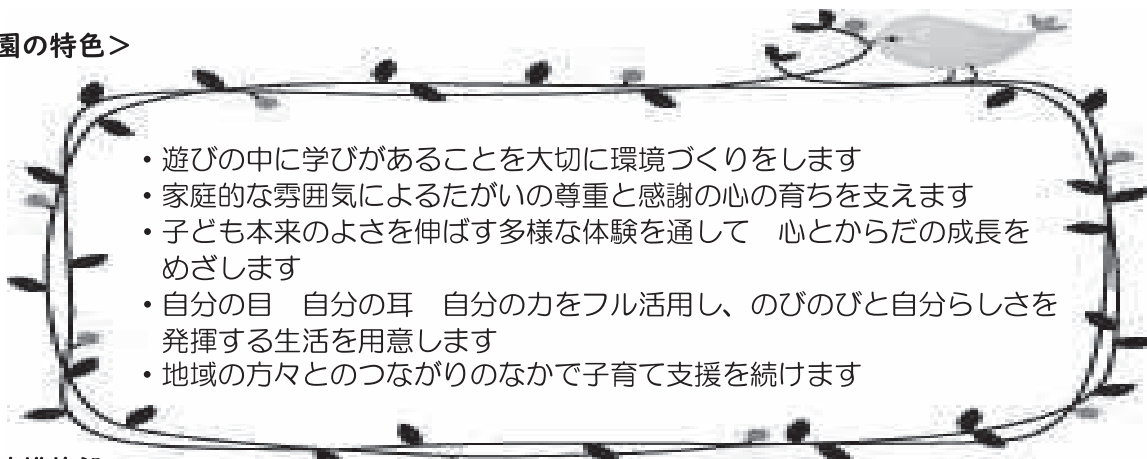 園の特色＞
・遊びの中に学びがあることを大切に環境づくりをします
・家庭的な雰囲気によるたがいの尊重と感謝の心の育ちを支えます
・子ども本来のよさを伸ばす多様な体験を通して　心とからだの成長を
めざします
・自分の目　自分の耳　自分の力をフル活用し、のびのびと自分らしさを
発揮する生活を用意します
・地域の方々とのつながりのなかで子育て支援を続けます